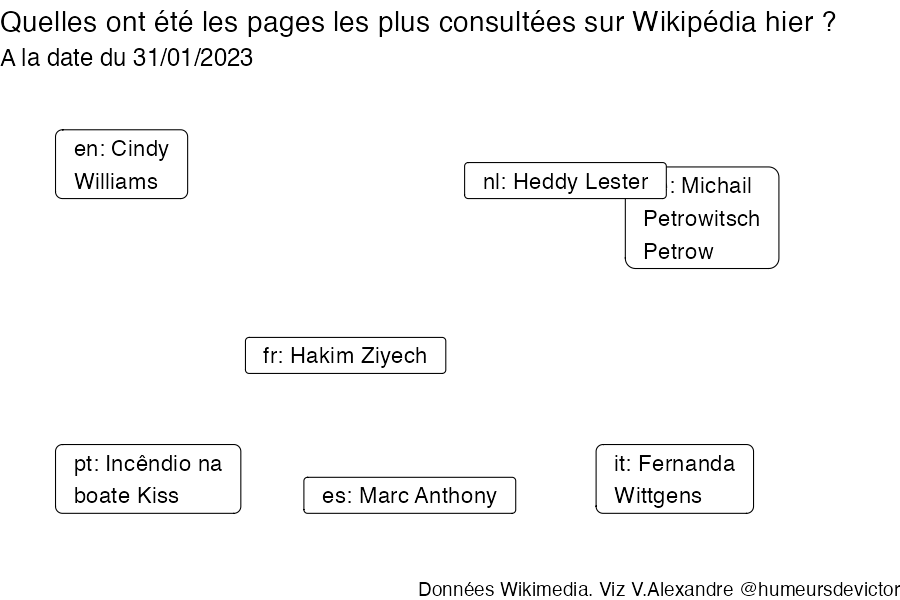 Quelles ont été les pages les plus consultées sur Wikipédia hier ?
A la date du 31/01/2023
en: Cindy
Williams
nl: Heddy Lester
: Michail
Petrowitsch
Petrow
fr: Hakim Ziyech
pt: Incêndio na
boate Kiss
es: Marc Anthony
it: Fernanda
Wittgens
Données Wikimedia. Viz V.Alexandre @humeursdevictor